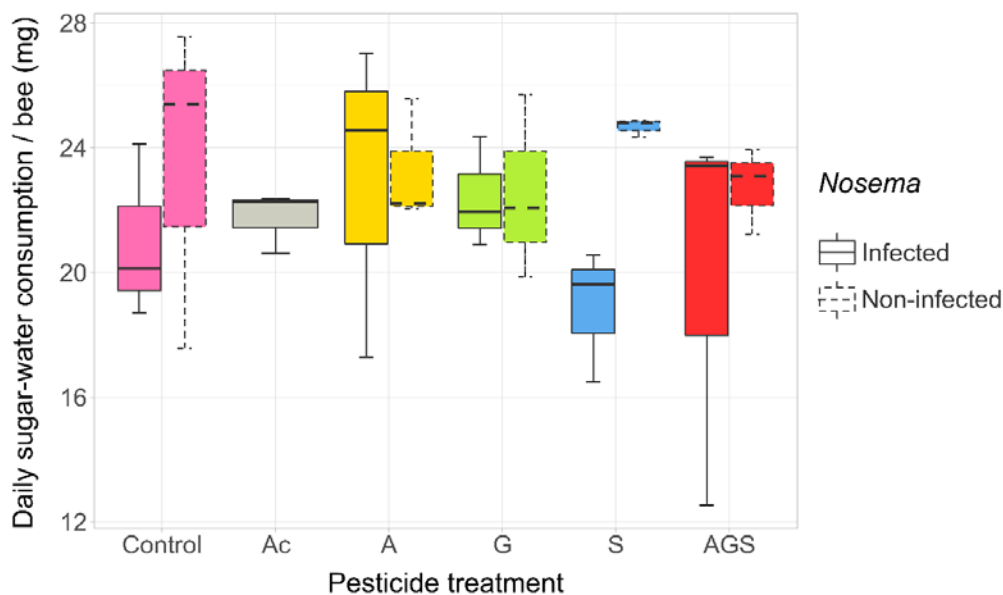 Daily sugar-water consumption / bee (mg)
28
24
20
16
12
Control Ac A G S AGS
Pesticide treatment
Nosema
Infected
Non-infected